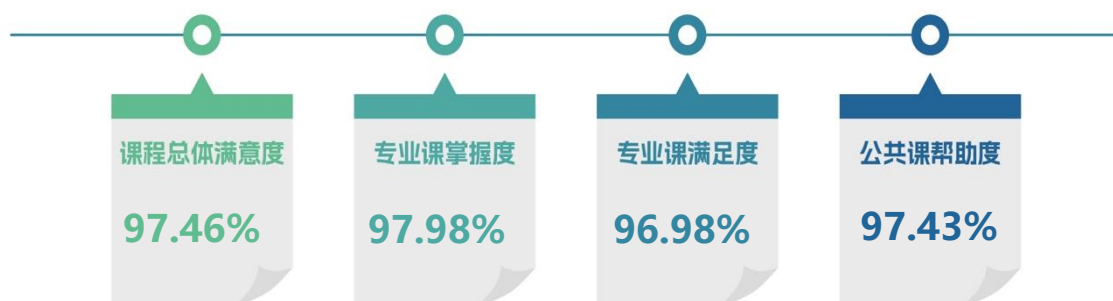 课程总体满意度
97.46%
专业课掌握度
97.98%
专业课满足度
96.98%
公共课帮助度
97.43%